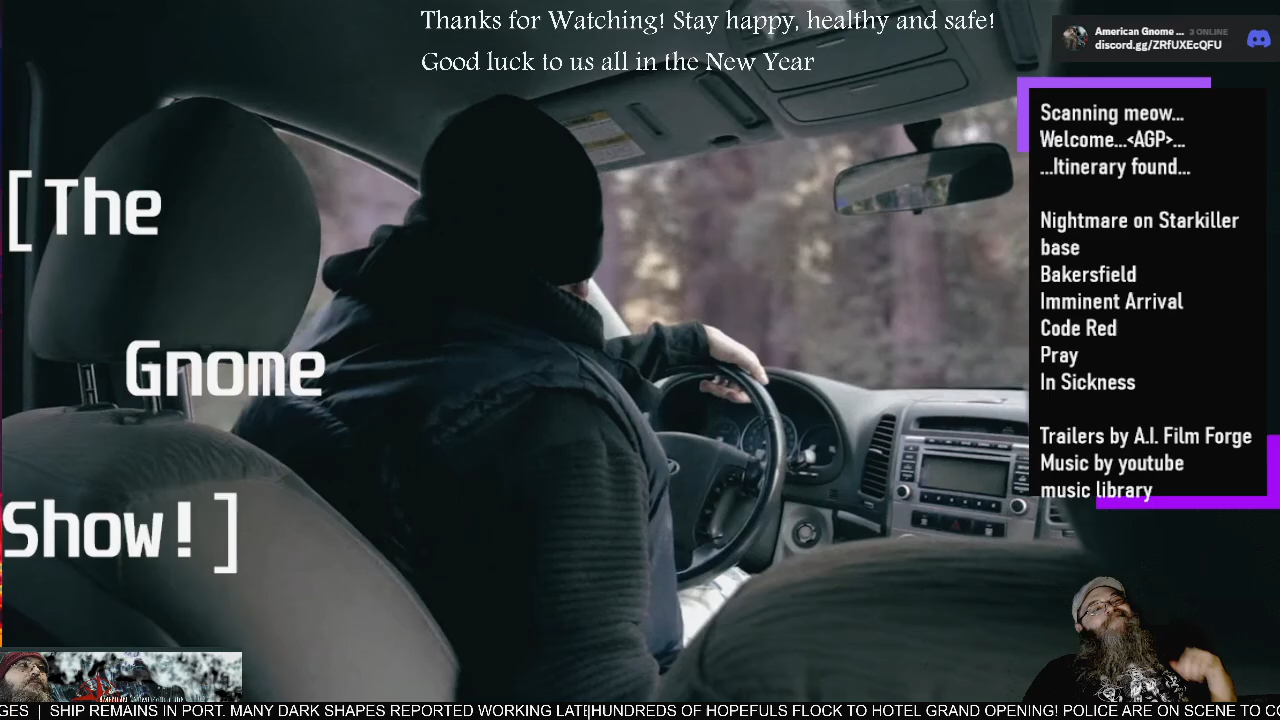 Thanks for Watching! Stay happy, healthy and safe!
Good luck to us all in the New Year
American Gnome ... 3 ONLINE
discord.gg/ZRfUXEcQFU
Scanning meow...
Welcome...<AGP>...
...Itinerary found...
Nightmare on Starkiller
base
Bakersfield
Imminent Arrival
Code Red
Pray
In Sickness
Trailers by A.I. Film Forge
Music by youtube
music library
[The
Gnome
Show!]
GES | SHIP REMAINS IN PORT. MANY DARK SHAPES REPORTED WORKING LAT|HUNDREDS OF HOPEFULS FLOCK TO HOTEL GRAND OPENING! POLICE ARE ON SCENE TO CO